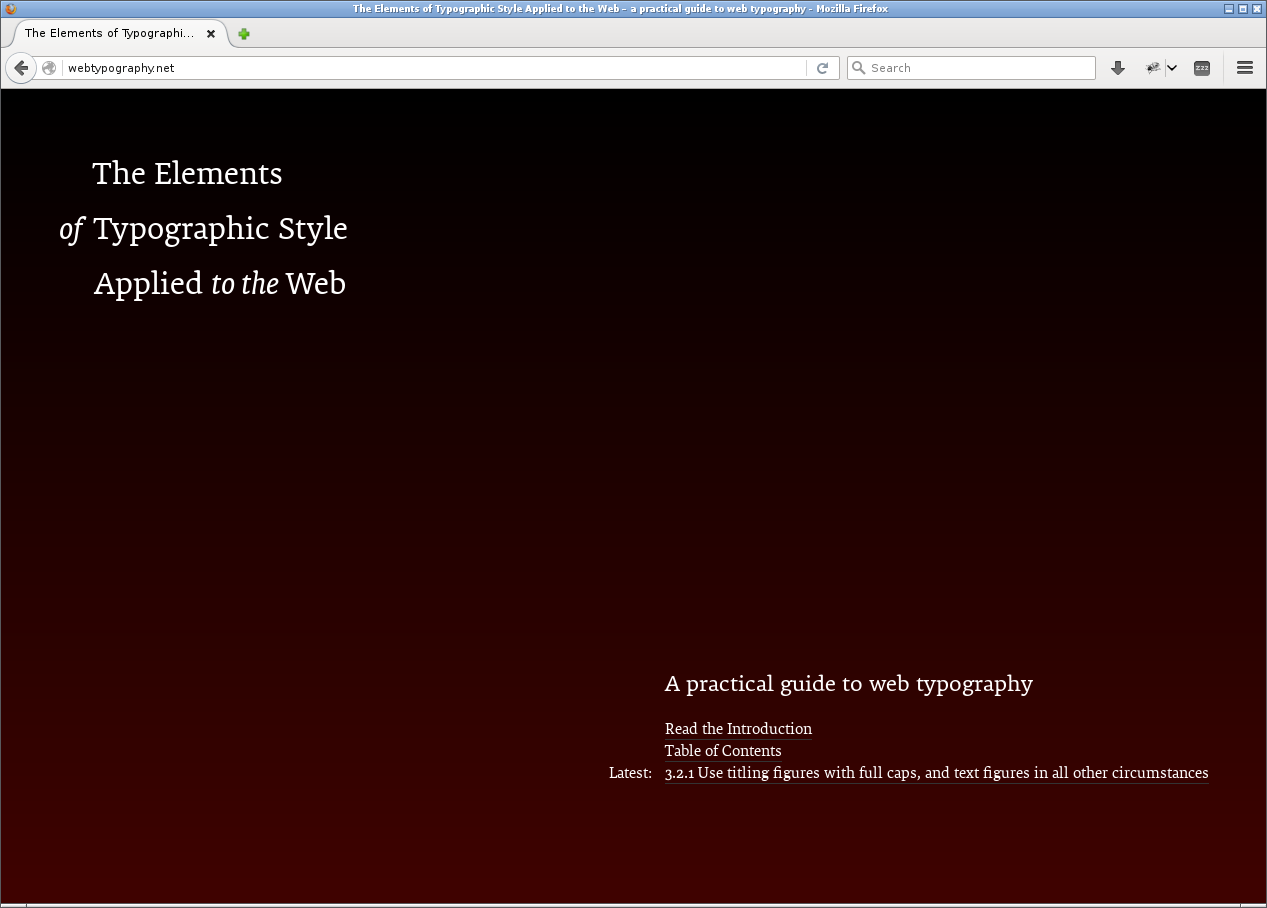 The Elements of Typographic Style Applied to the Web – a practical guide to web typography - Mozilla Firefox
The Elements of Typographi...
webtypography.net
Search
zzz
The Elements
of Typographic Style
Applied to the Web
A practical guide to web typography
Read the Introduction
Table of Contents
Latest: 3.2.1 Use titling figures with full caps, and text figures in all other circumstances